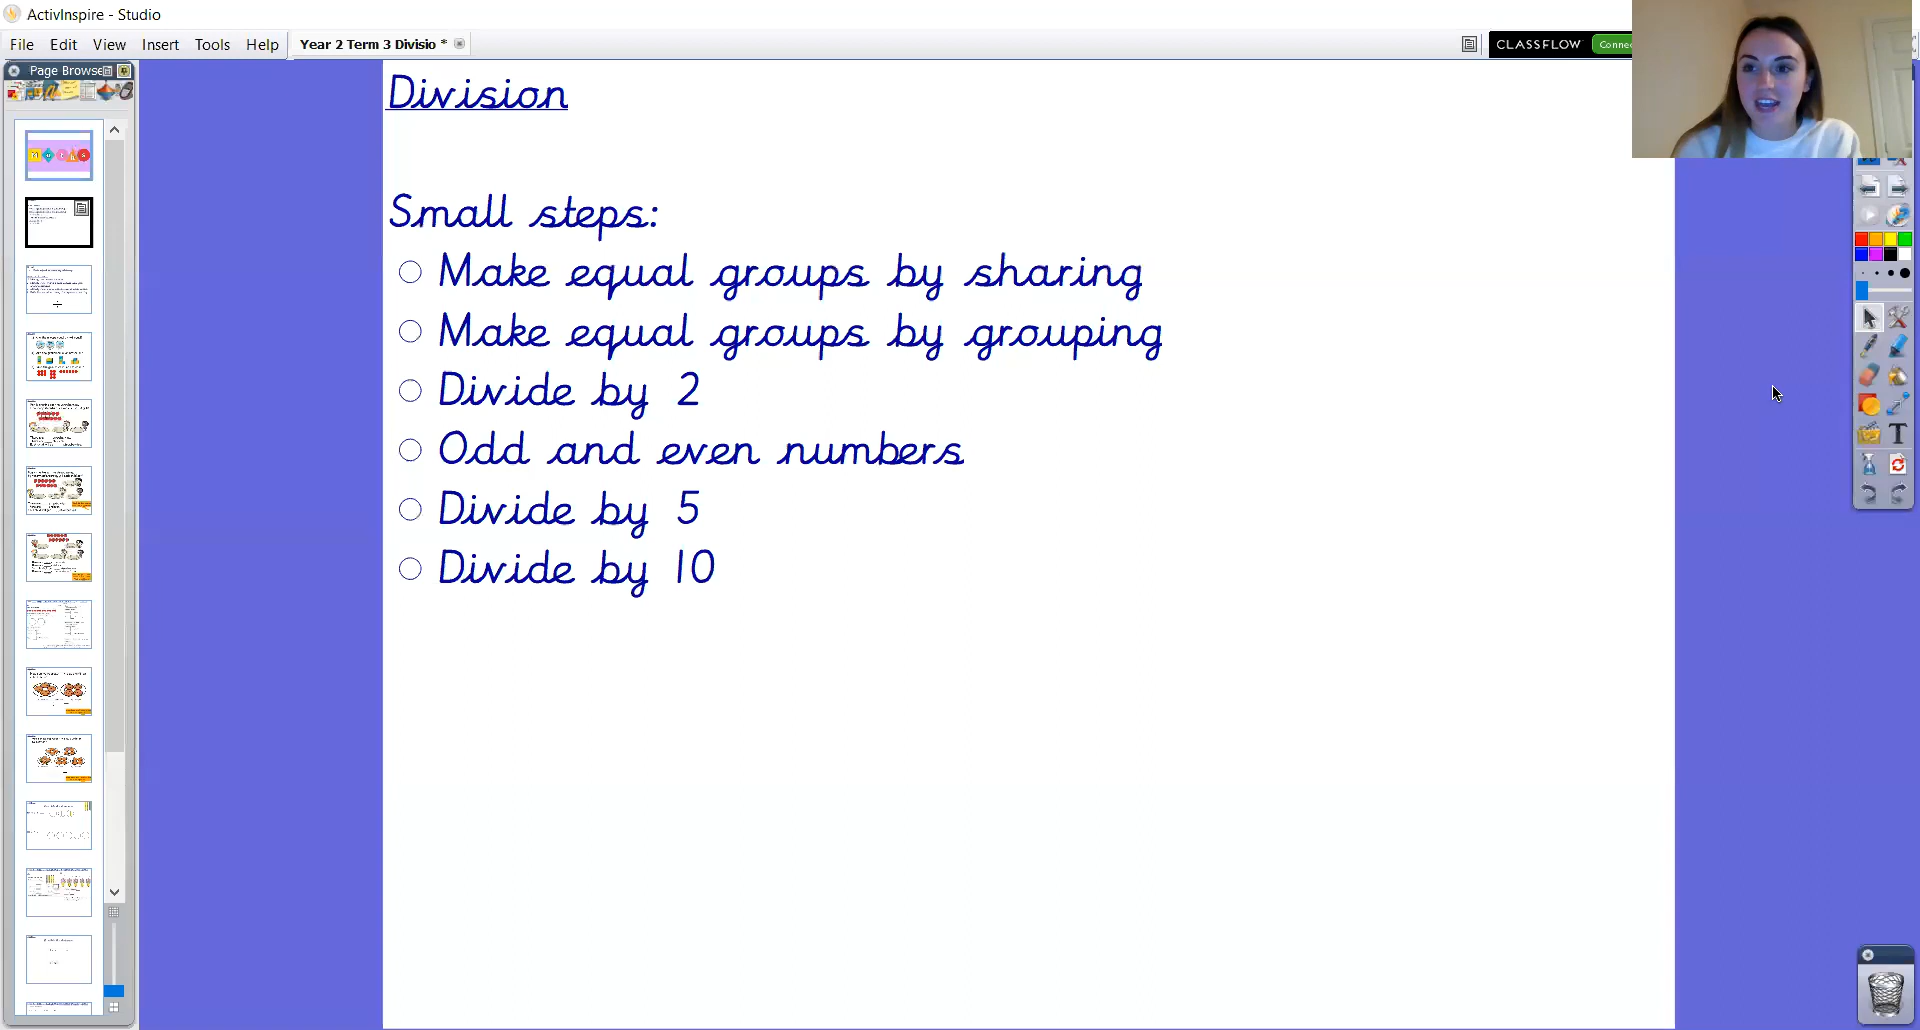 ActivInspire - Studio
File Edit View Insert Tools Help Year 2 Term 3 Divisio *
CLASSFLOW Connec
Page Browse
Division
Small steps:
Make equal groups by sharing
Make equal groups by grouping
Divide by 2
Odd and even numbers
Divide by 5
Divide by 10